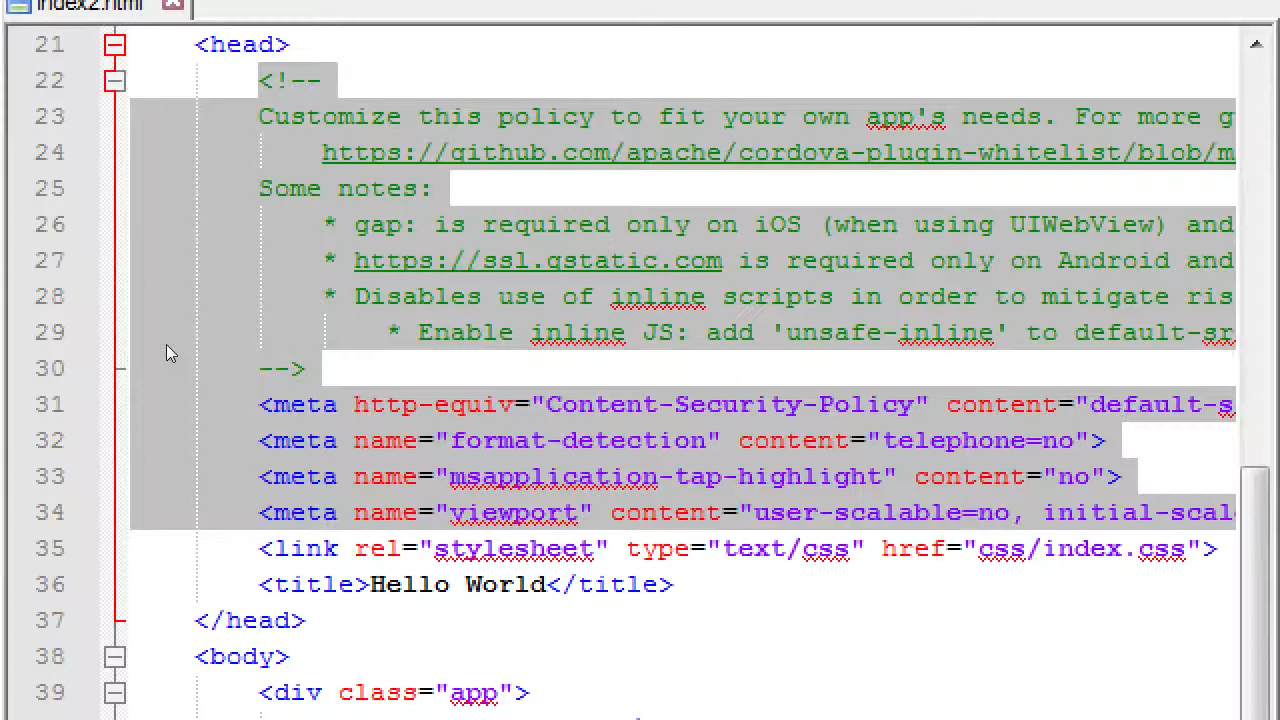 index2.html
21 <head>
22 <!--
23 Customize this policy to fit your own app's needs. For more g
24 https://github.com/apache/cordova-plugin-whitelist/blob/m
25 Some notes:
26 * gap: is required only on iOS (when using UIWebView) and
27 * https://ssl.gstatic.com is required only on Android and
28 * Disables use of inline scripts in order to mitigate ris
29 * Enable inline JS: add 'unsafe-inline' to default-sr
30 -->
31 <meta http-equiv="Content-Security-Policy" content="default-s
32 <meta name="format-detection" content="telephone=no">
33 <meta name="msapplication-tap-highlight" content="no">
34 <meta name="viewport" content="user-scalable=no, initial-scal
35 <link rel="stylesheet" type="text/css" href="css/index.css">
36 <title>Hello World</title>
37 </head>
38 <body>
39 <div class="app">